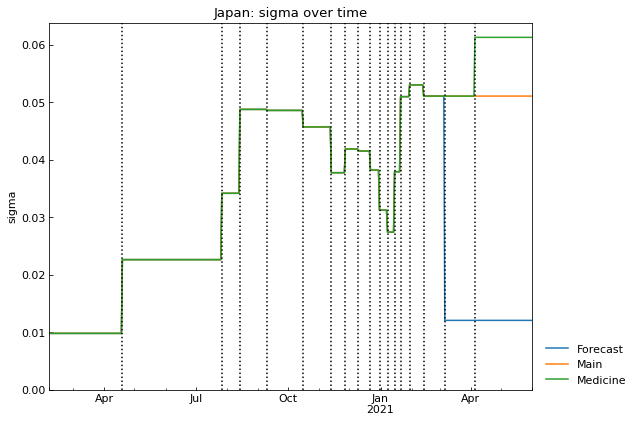 Japan: sigma over time
sigma
0.06
0.05
0.04
0.03
0.02
0.01
0.00
Apr
Jul
Oct
Jan
2021
Apr
Forecast
Main
Medicine